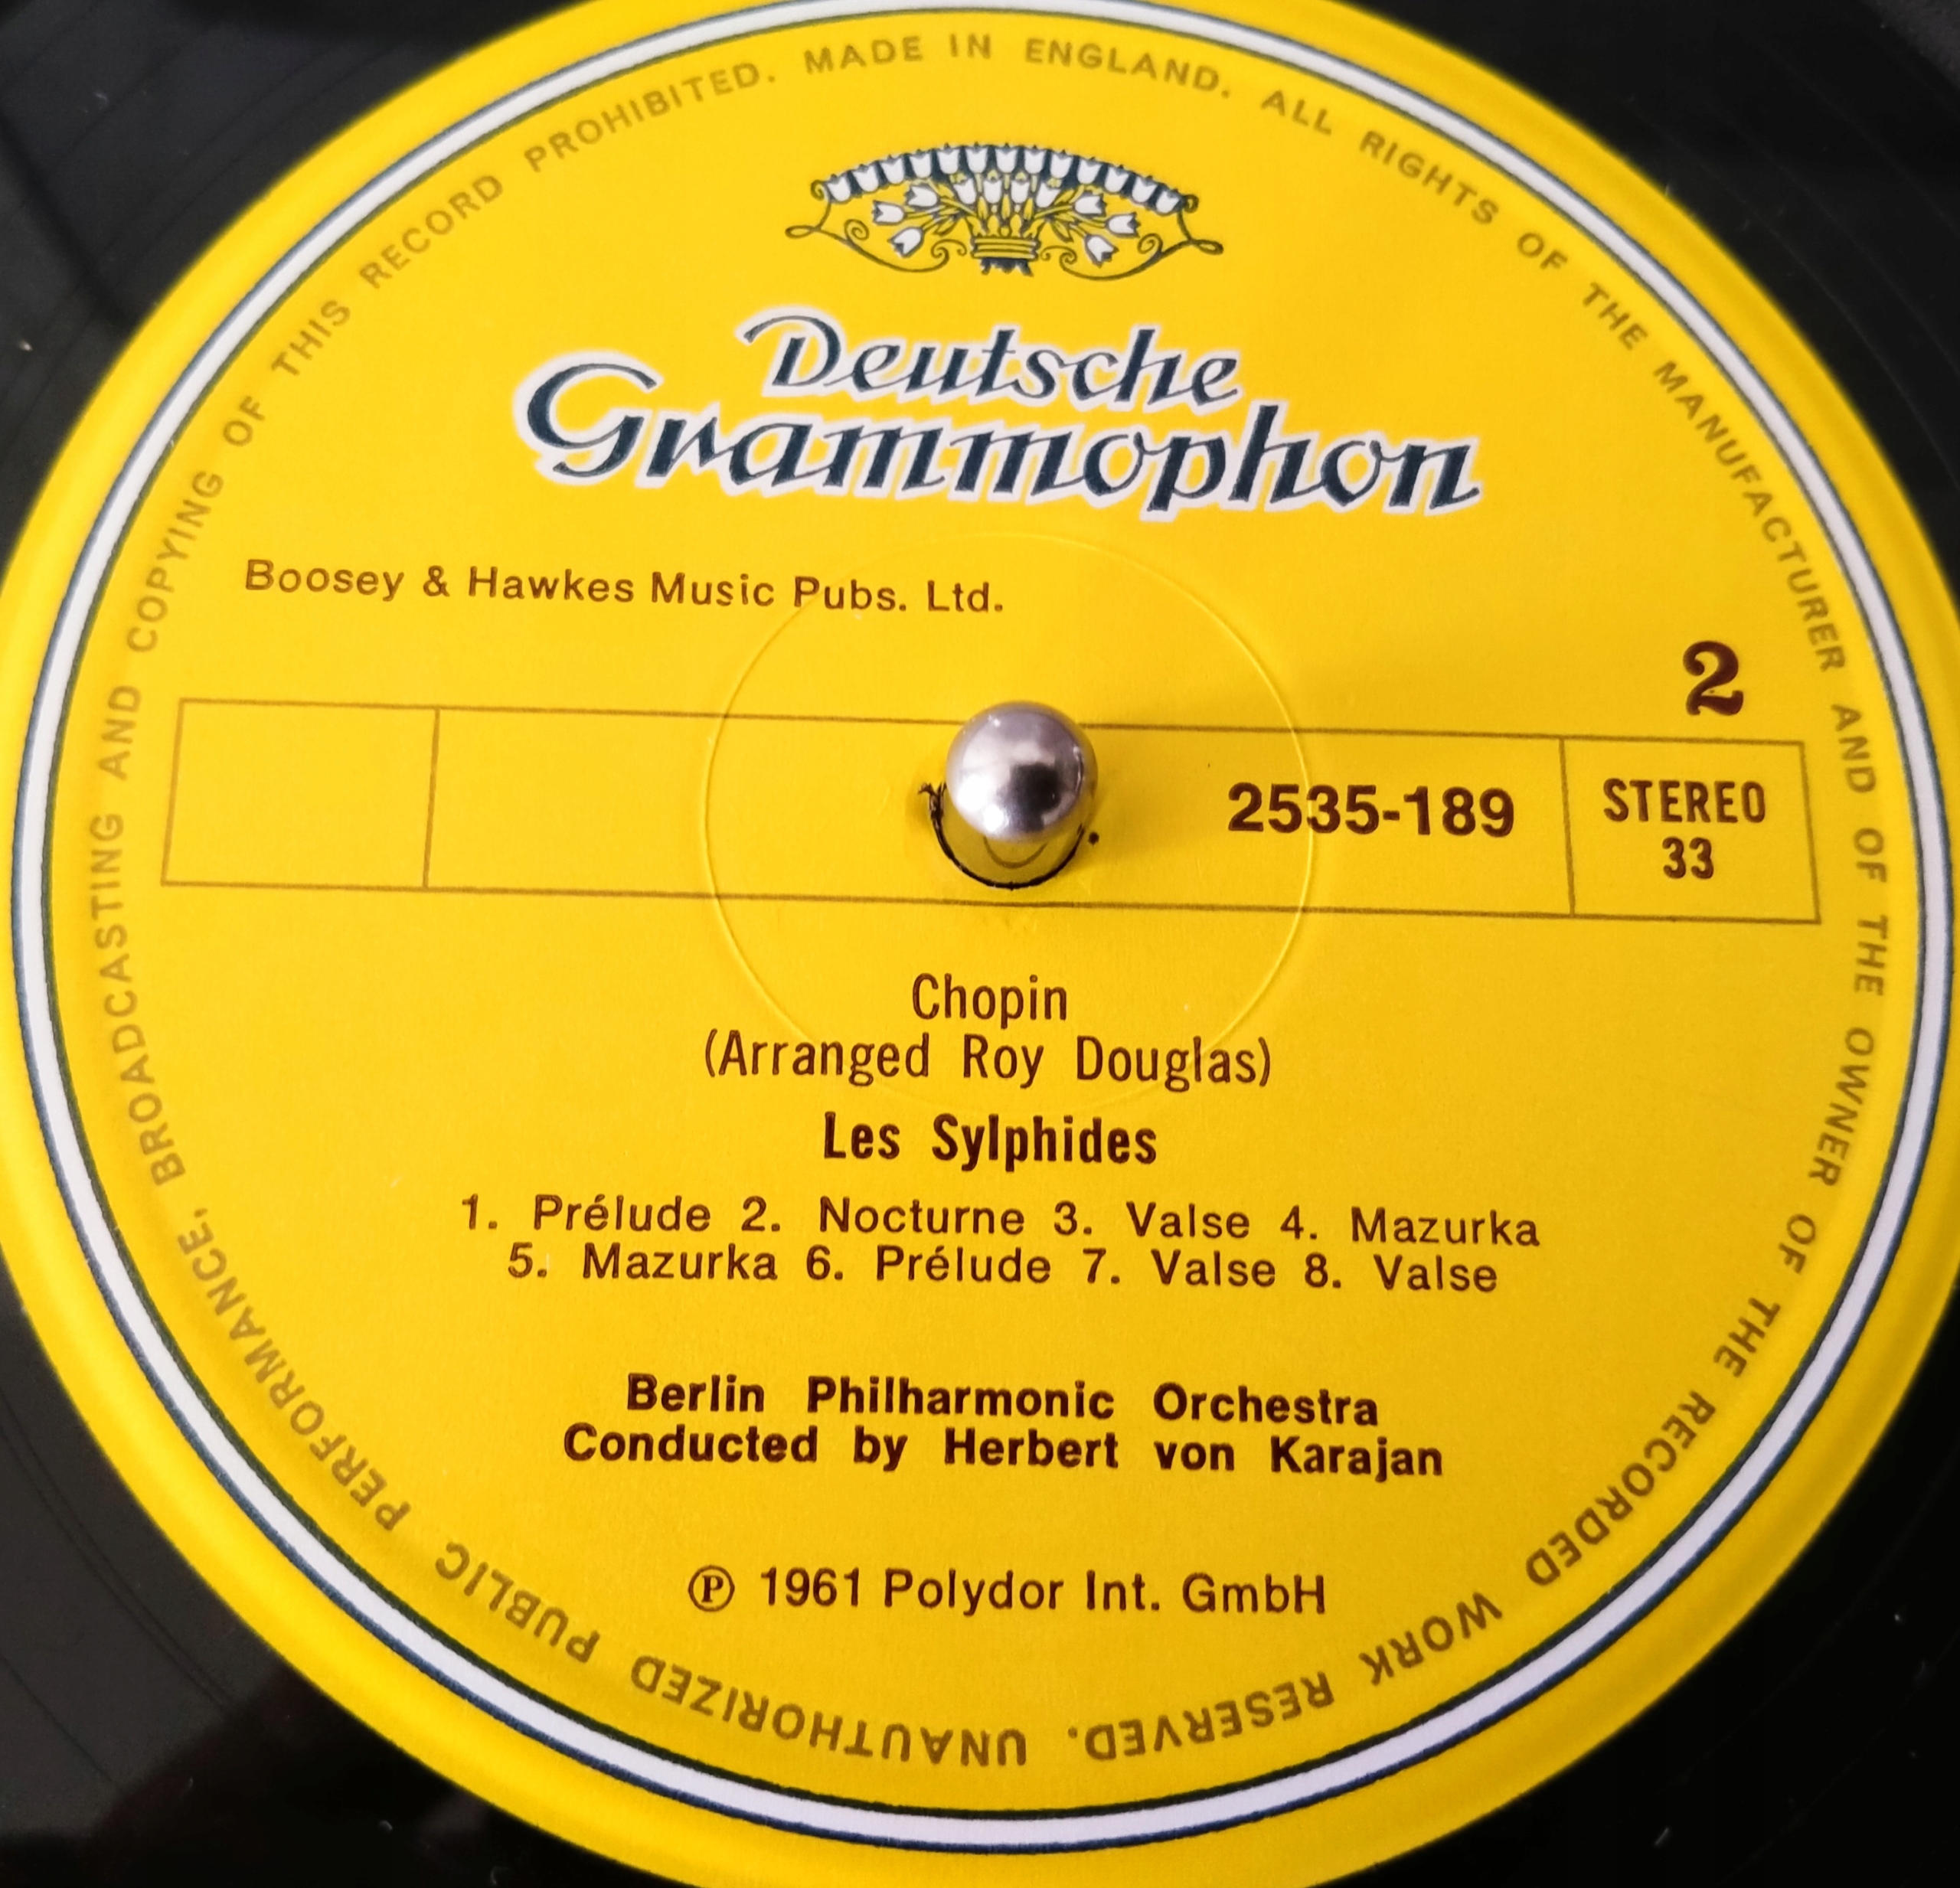 MADE IN ENGLAND. ALL RIGHTS OF THE MANUFACTURER AND OF THE OWNER OF THE RECORDED WORK RESERVED. UNAUTHORIZED PUBLIC PERFORMANCE, BROADCASTING AND COPYING OF THIS RECORD PROHIBITED.
Deutsche
Grammophon
Boosey & Hawkes Music Pubs. Ltd.
2
2535-189
STEREO
33
Chopin
(Arranged Roy Douglas)
Les Sylphides
1. Prélude 2. Nocturne 3. Valse 4. Mazurka
5. Mazurka 6. Prélude 7. Valse 8. Valse
Berlin Philharmonic Orchestra
Conducted by Herbert von Karajan
℗ 1961 Polydor Int. GmbH